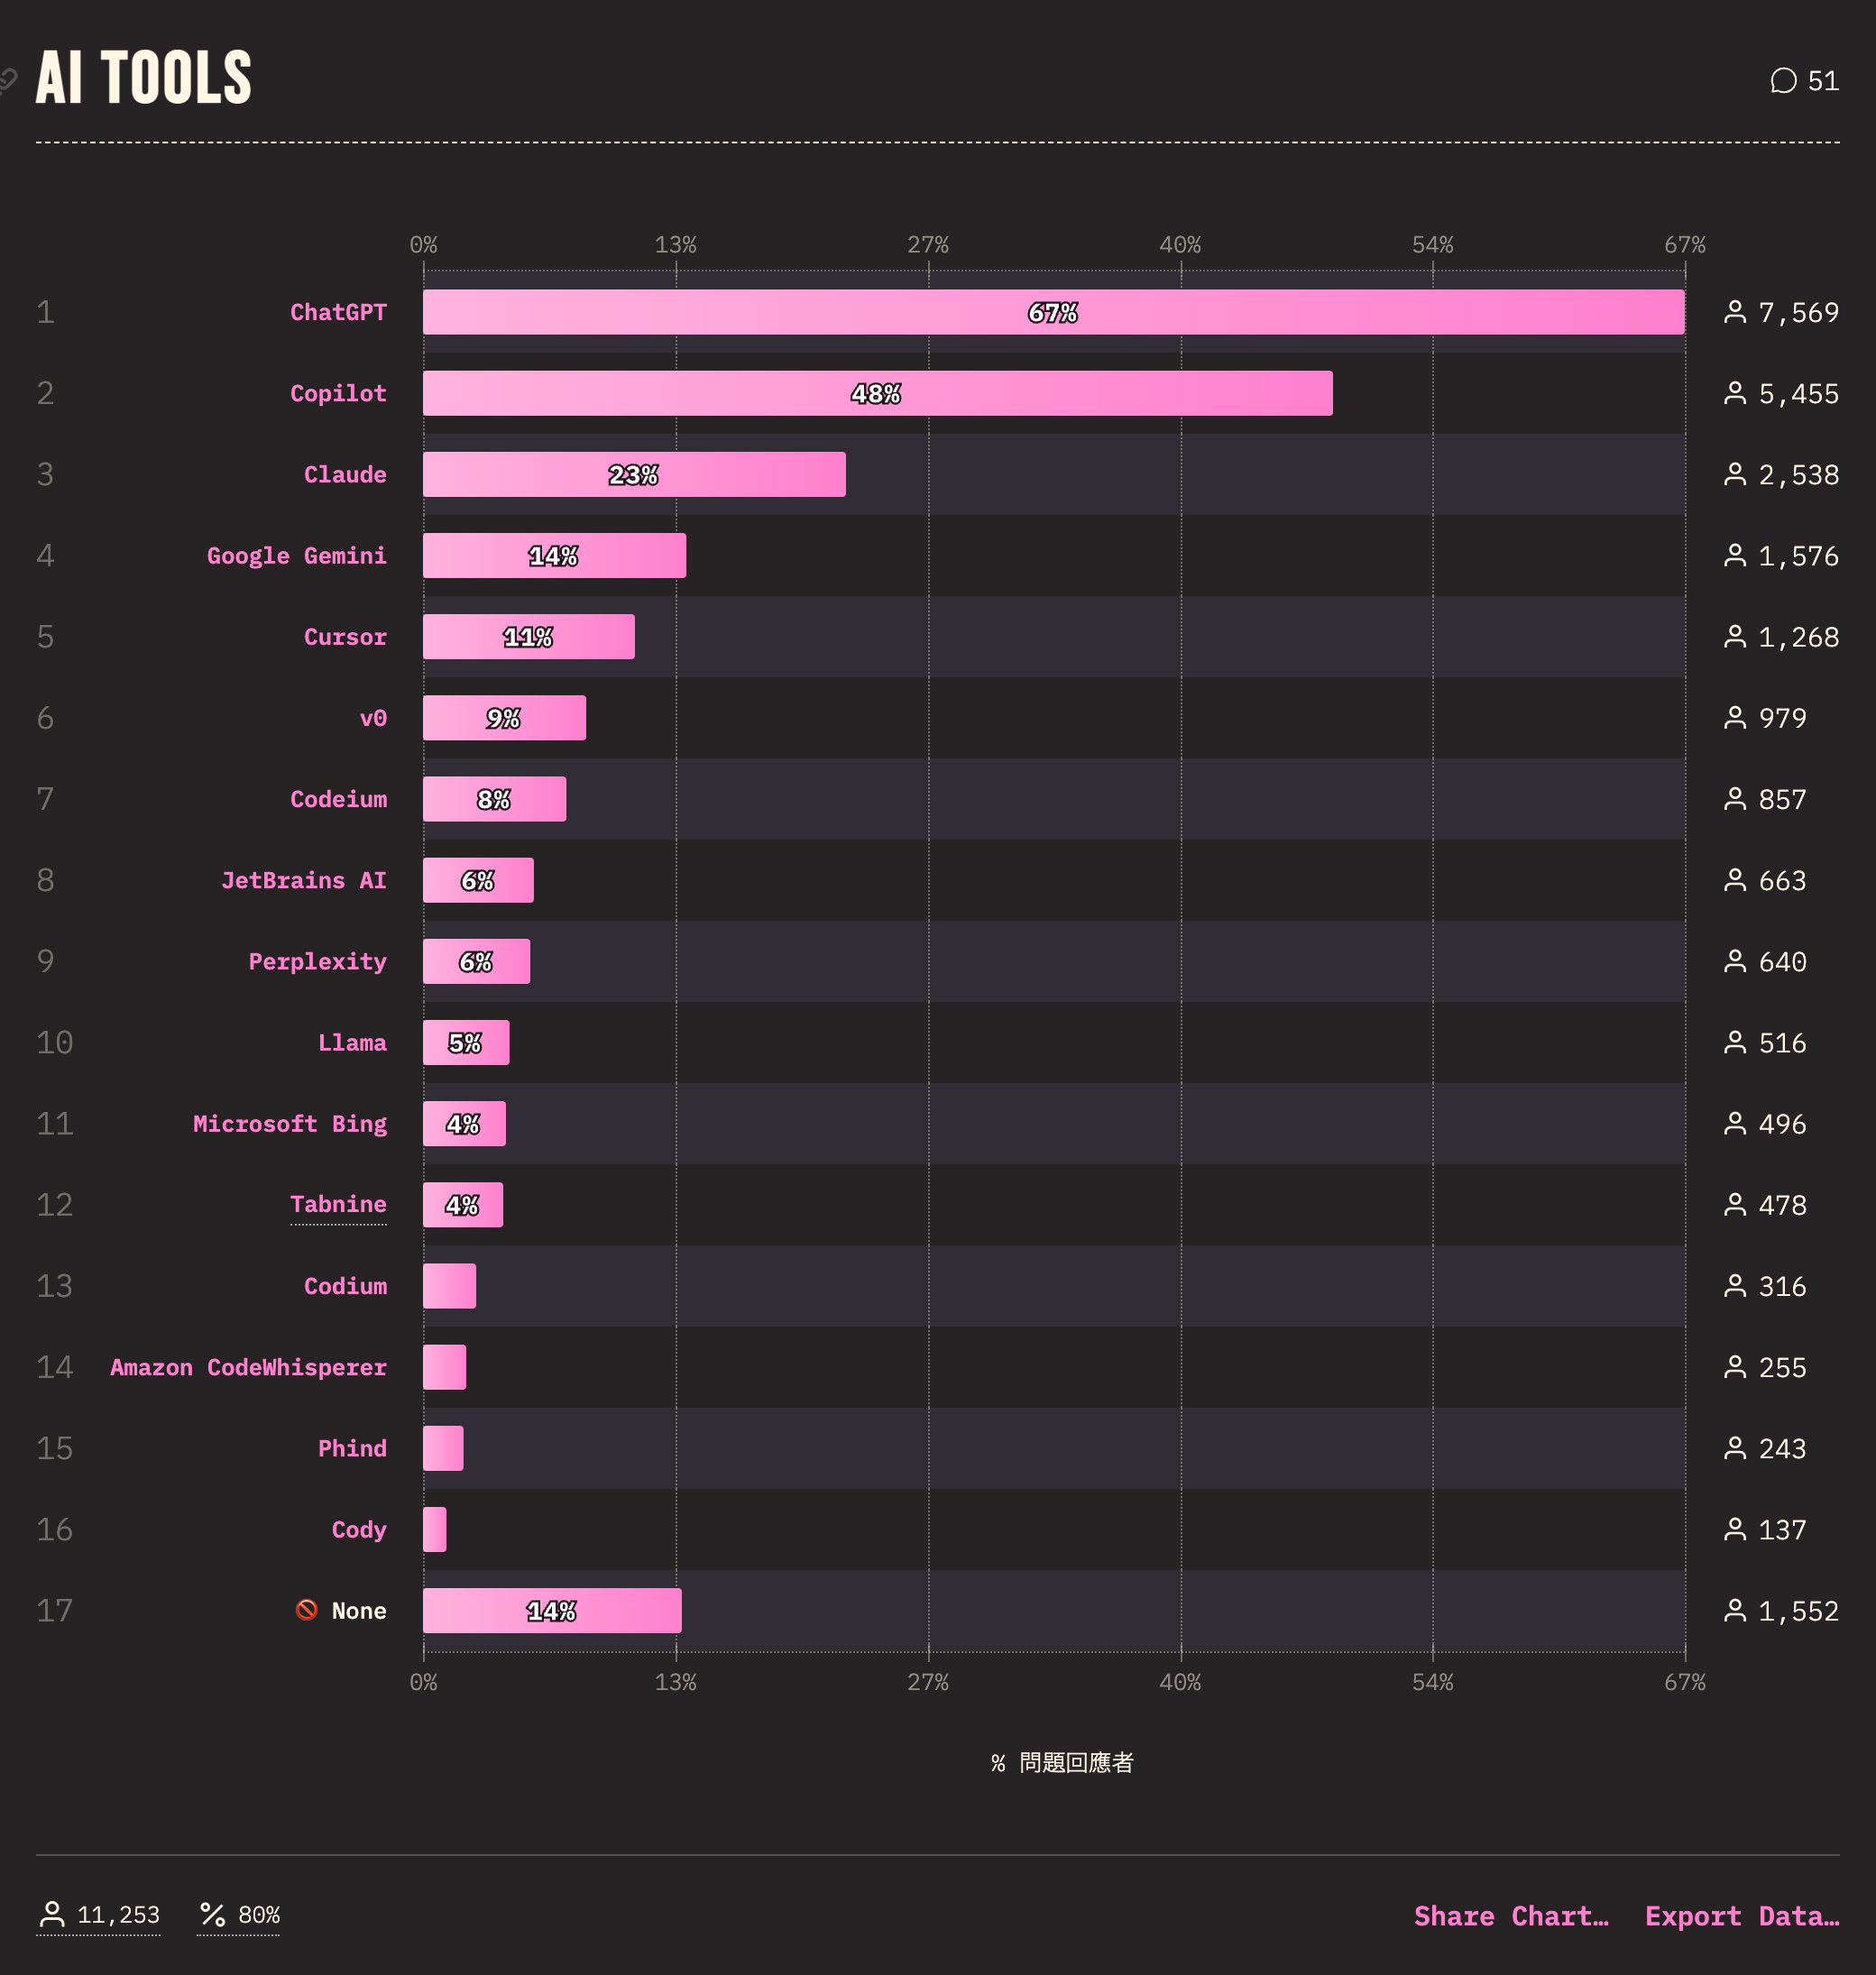 AI TOOLS
51
0% 13% 27% 40% 54% 67%
1 ChatGPT 67% 7,569
2 Copilot 48% 5,455
3 Claude 23% 2,538
4 Google Gemini 14% 1,576
5 Cursor 11% 1,268
6 v0 9% 979
7 Codeium 8% 857
8 JetBrains AI 6% 663
9 Perplexity 6% 640
10 Llama 5% 516
11 Microsoft Bing 4% 496
12 Tabnine 4% 478
13 Codium 316
14 Amazon CodeWhisperer 255
15 Phind 243
16 Cody 137
17 None 14% 1,552
0% 13% 27% 40% 54% 67%
% 問題回應者
11,253 % 80% Share Chart… Export Data…